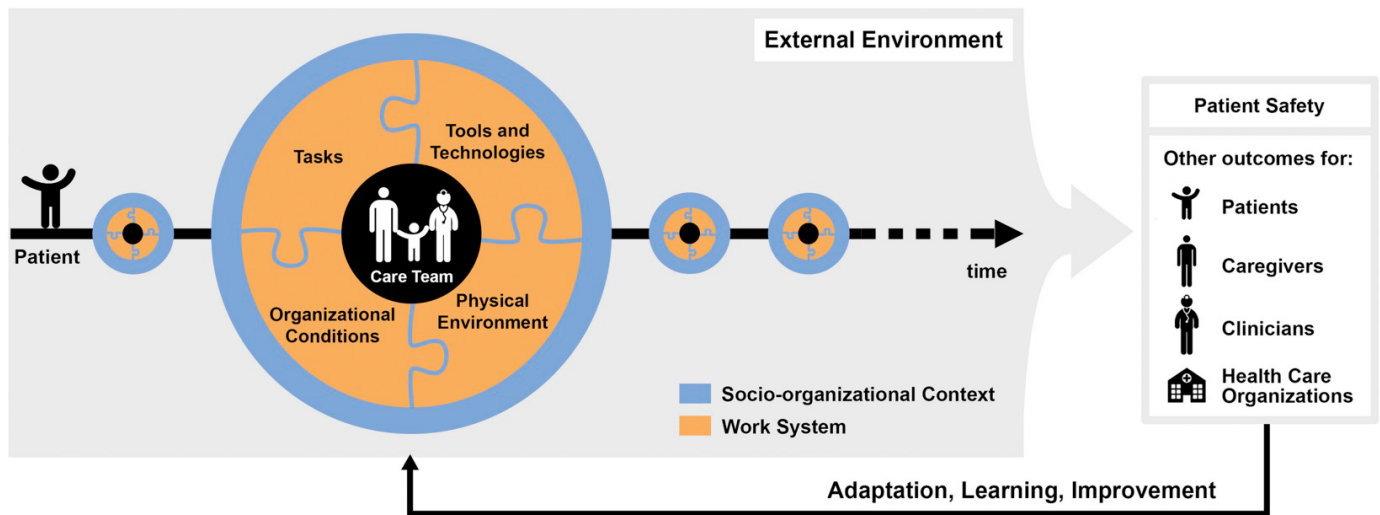 External Environment
Tasks
Tools and
Technologies
Care Team
Organizational
Conditions
Physical
Environment
Patient
time
Socio-organizational Context
Work System
Patient Safety
Other outcomes for:
Patients
Caregivers
Clinicians
Health Care
Organizations
Adaptation, Learning, Improvement